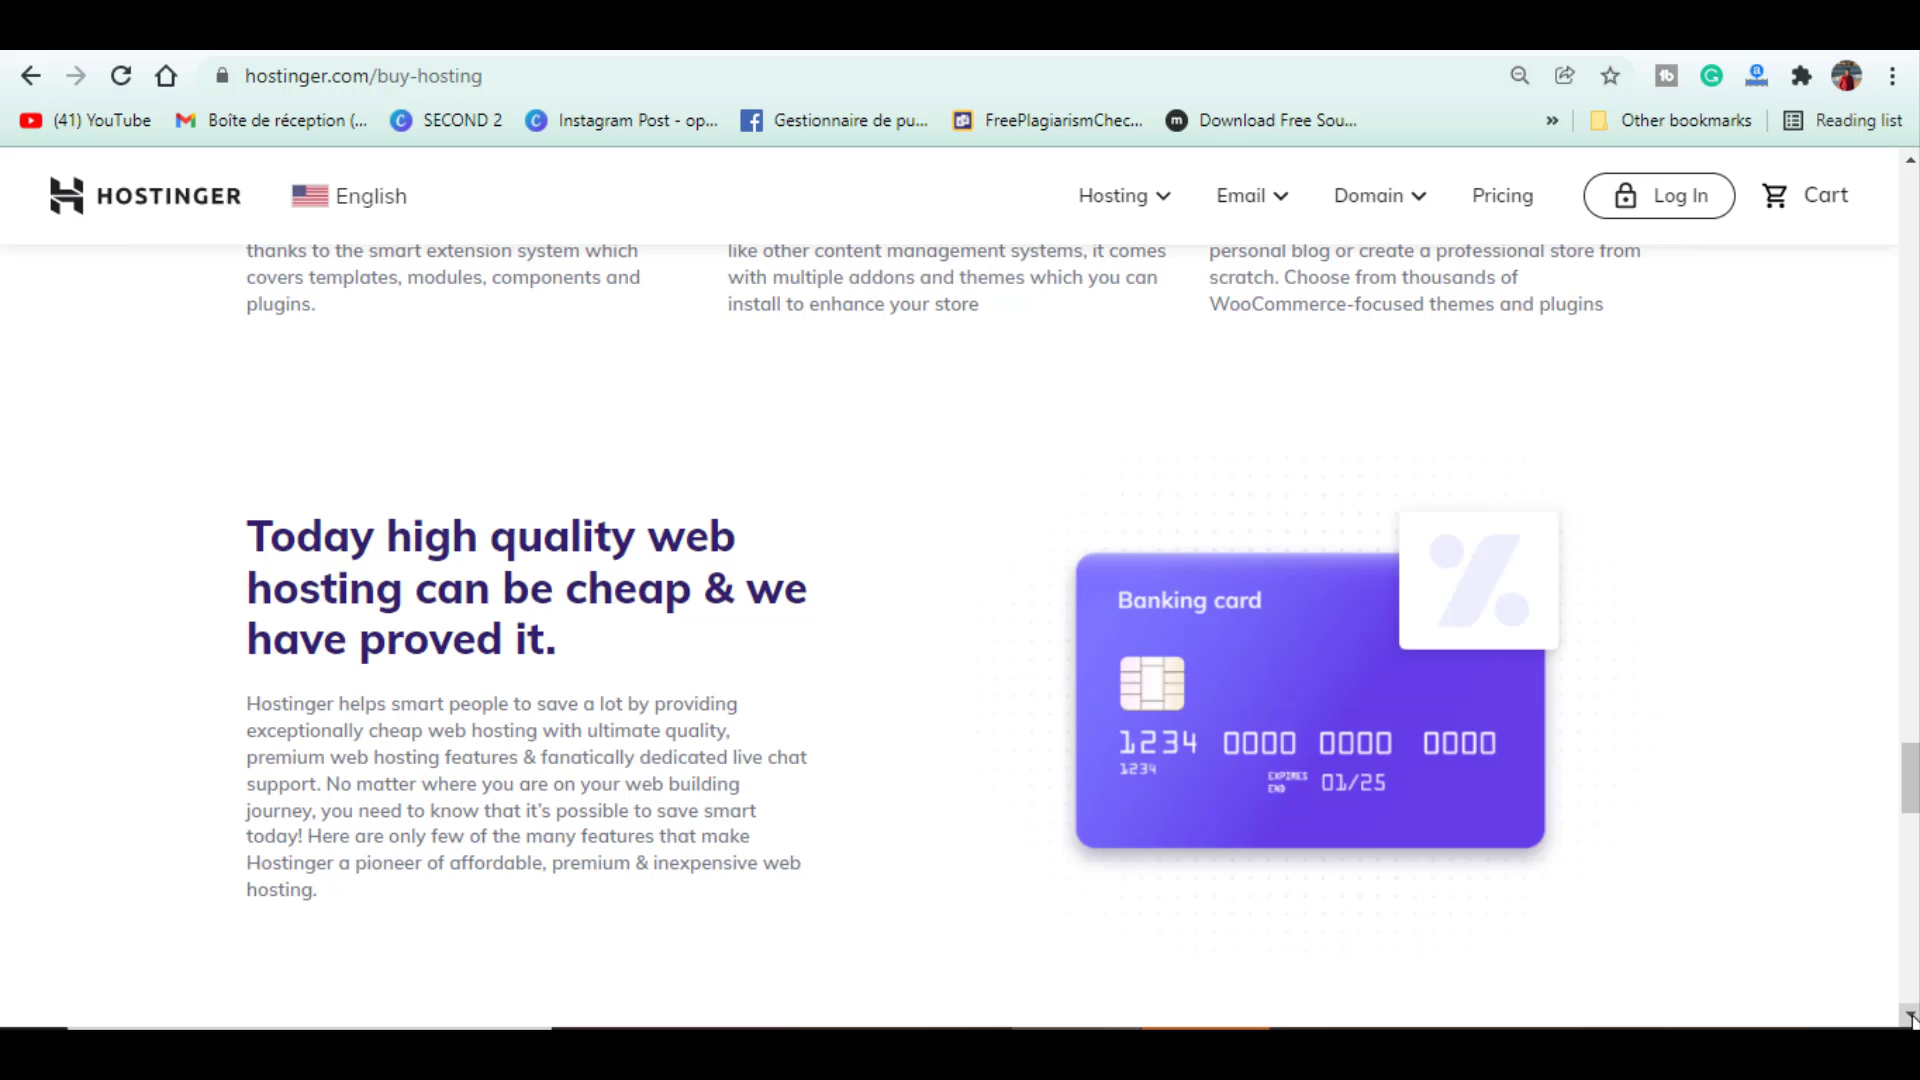 hostinger.com/buy-hosting
(41) YouTube
Boîte de réception (...
SECOND 2
Instagram Post - op...
Gestionnaire de pu...
FreePlagiarismChec...
Download Free Sou...
»
Other bookmarks
Reading list
HOSTINGER
English
Hosting
Email
Domain
Pricing
Log In
Cart
thanks to the smart extension system which
covers templates, modules, components and
plugins.
like other content management systems, it comes
with multiple addons and themes which you can
install to enhance your store
personal blog or create a professional store from
scratch. Choose from thousands of
WooCommerce-focused themes and plugins
Today high quality web
hosting can be cheap & we
have proved it.
Hostinger helps smart people to save a lot by providing
exceptionally cheap web hosting with ultimate quality,
premium web hosting features & fanatically dedicated live chat
support. No matter where you are on your web building
journey, you need to know that it’s possible to save smart
today! Here are only few of the many features that make
Hostinger a pioneer of affordable, premium & inexpensive web
hosting.
%
Banking card
1234 0000 0000 0000
1234
EXPIRES
END
01/25